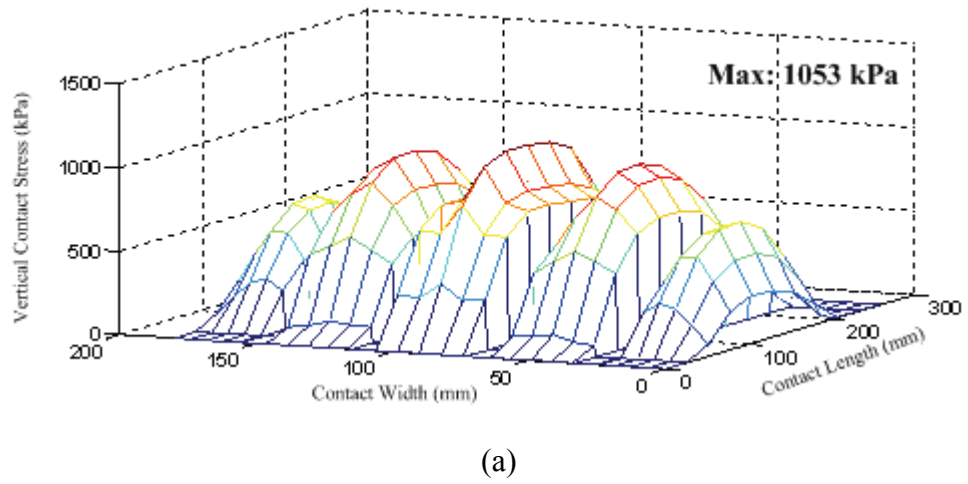 Max: 1053 kPa
Vertical Contact Stress (kPa)
1500
1000
500
0
200
150
100
50
0
0
100
200
300
Contact Width (mm)
Contact Length (mm)
(a)